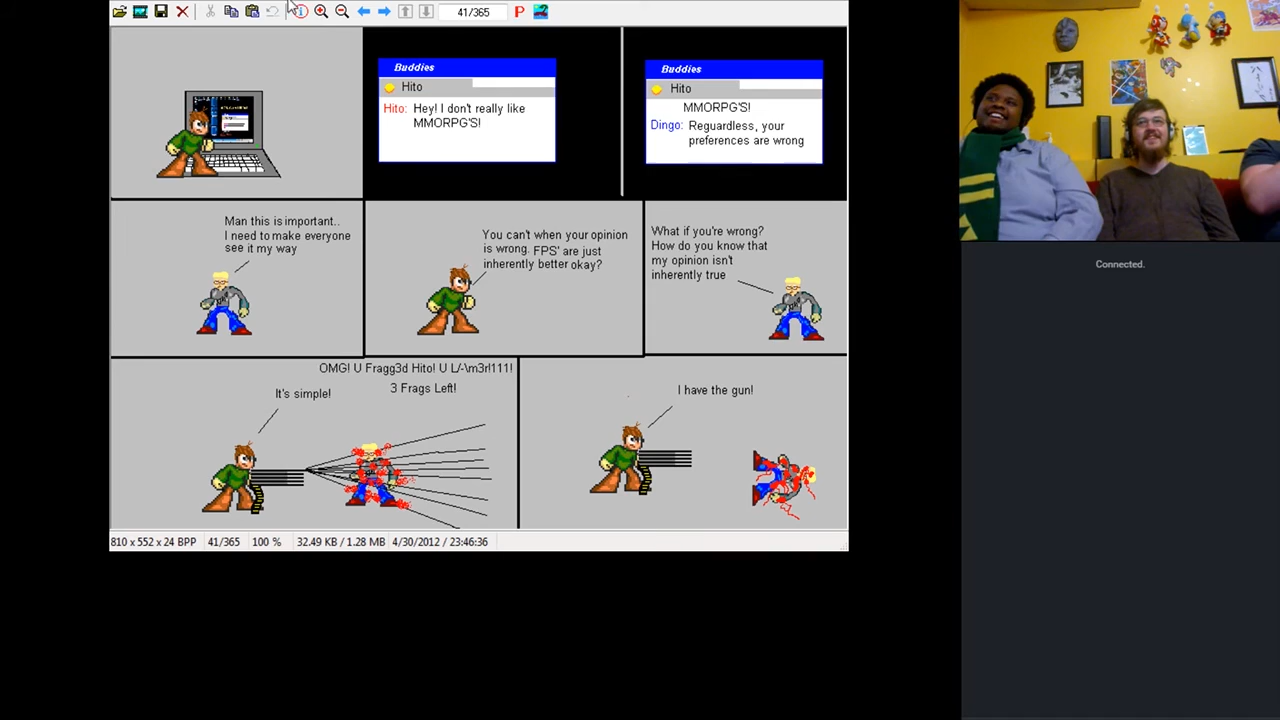 41/365
P
Buddies
Hito
Hito: Hey! I don't really like
MMORPG'S!
Buddies
Hito
MMORPG'S!
Dingo: Reguardless, your
preferences are wrong
Man this is important..
I need to make everyone
see it my way
You can't when your opinion
is wrong. FPS' are just
inherently better okay?
What if you're wrong?
How do you know that
my opinion isn't
inherently true
OMG! U Fragg3d Hito! U L/-\m3r!111!
3 Frags Left!
It's simple!
I have the gun!
810 x 552 x 24 BPP
41/365
100 %
32.49 KB / 1.28 MB
4/30/2012 / 23:46:36
Connected.